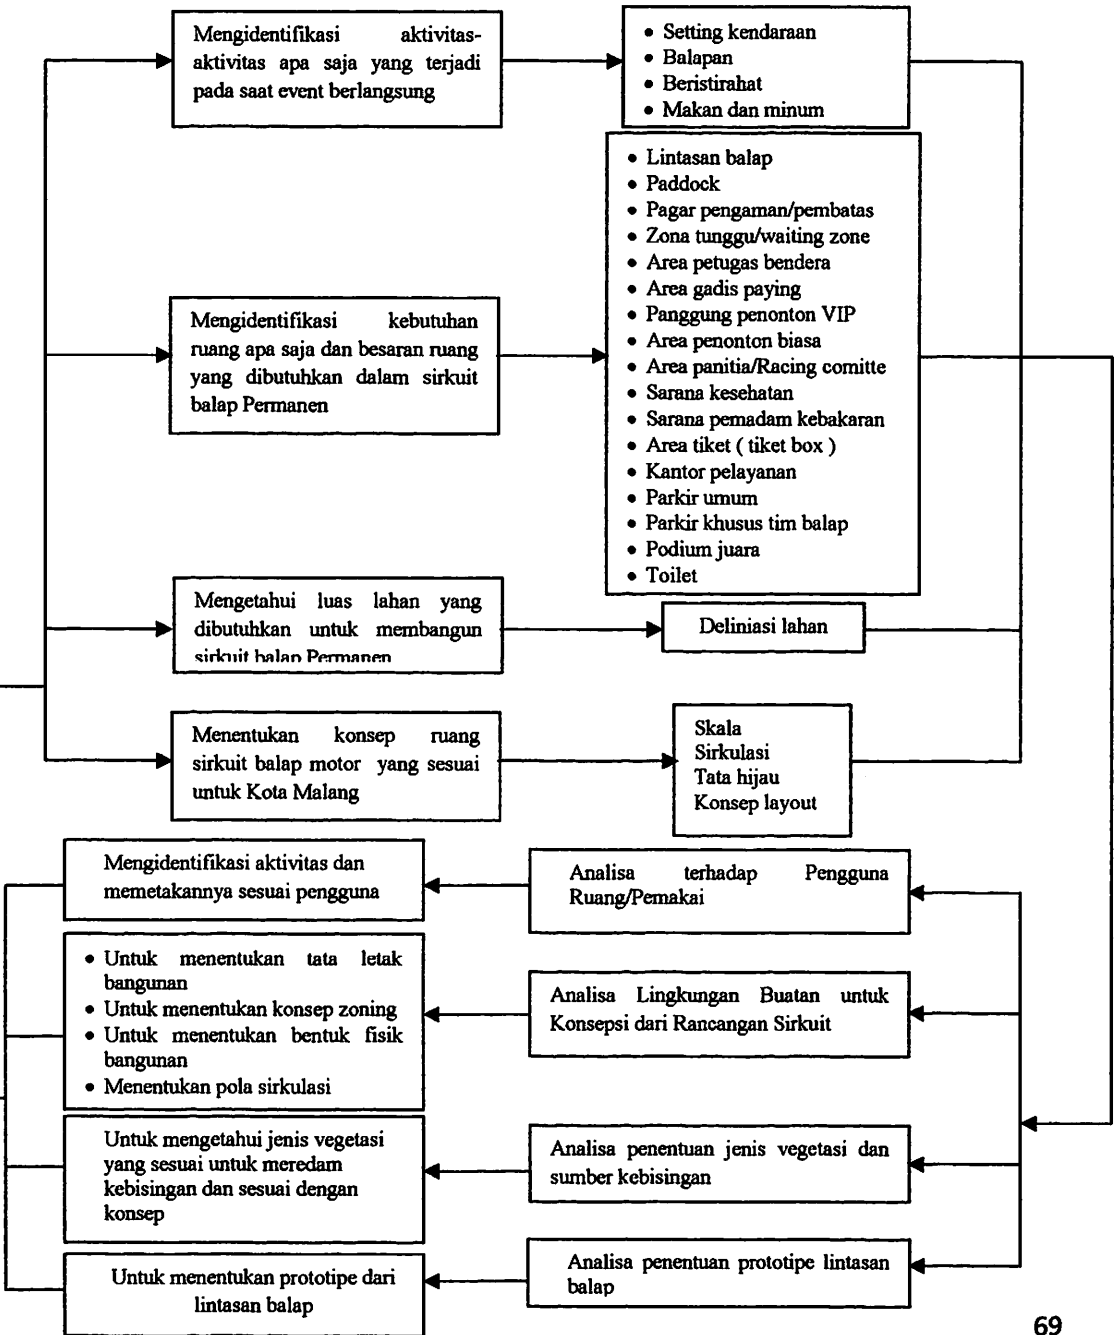 Mengidentifikasi aktivitas-
aktivitas apa saja yang terjadi
pada saat event berlangsung
• Setting kendaraan
• Balapan
• Beristirahat
• Makan dan minum
Mengidentifikasi kebutuhan
ruang apa saja dan besaran ruang
yang dibutuhkan dalam sirkuit
balap Permanen
• Lintasan balap
• Paddock
• Pagar pengaman/pembatas
• Zona tunggu/waiting zone
• Area petugas bendera
• Area gadis paying
• Panggung penonton VIP
• Area penonton biasa
• Area panitia/Racing comitte
• Sarana kesehatan
• Sarana pemadam kebakaran
• Area tiket ( tiket box )
• Kantor pelayanan
• Parkir umum
• Parkir khusus tim balap
• Podium juara
• Toilet
Mengetahui luas lahan yang
dibutuhkan untuk membangun
sirkuit balap Permanen
Deliniasi lahan
Menentukan konsep ruang
sirkuit balap motor yang sesuai
untuk Kota Malang
Skala
Sirkulasi
Tata hijau
Konsep layout
Mengidentifikasi aktivitas dan
memetakannya sesuai pengguna
Analisa terhadap Pengguna
Ruang/Pemakai
• Untuk menentukan tata letak
bangunan
• Untuk menentukan konsep zoning
• Untuk menentukan bentuk fisik
bangunan
• Menentukan pola sirkulasi
Analisa Lingkungan Buatan untuk
Konsepsi dari Rancangan Sirkuit
Untuk mengetahui jenis vegetasi
yang sesuai untuk meredam
kebisingan dan sesuai dengan
konsep
Analisa penentuan jenis vegetasi dan
sumber kebisingan
Untuk menentukan prototipe dari
lintasan balap
Analisa penentuan prototipe lintasan
balap
69